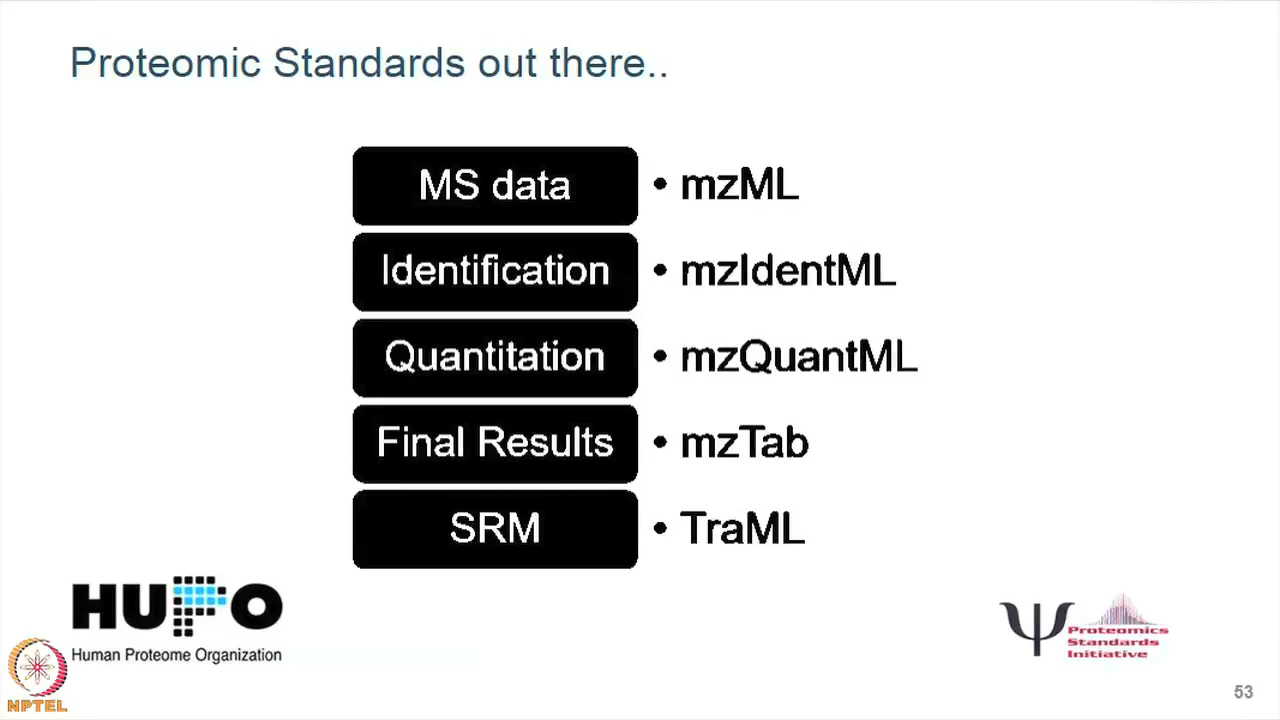 Proteomic Standards out there..
MS data • mzML
Identification • mzIdentML
Quantitation • mzQuantML
Final Results • mzTab
SRM • TraML
HUPO
Human Proteome Organization
Ψ Proteomics
Standards
Initiative
NPTEL
53